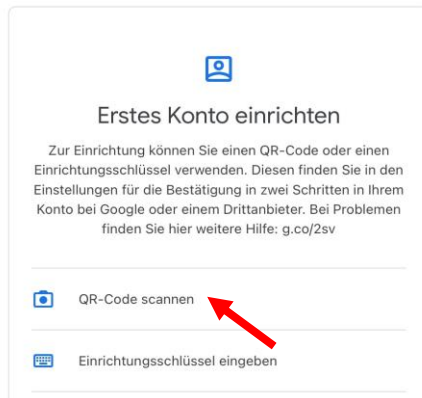 Erstes Konto einrichten
Zur Einrichtung können Sie einen QR-Code oder einen
Einrichtungsschlüssel verwenden. Diesen finden Sie in den
Einstellungen für die Bestätigung in zwei Schritten in Ihrem
Konto bei Google oder einem Drittanbieter. Bei Problemen
finden Sie hier weitere Hilfe: g.co/2sv
QR-Code scannen
Einrichtungsschlüssel eingeben